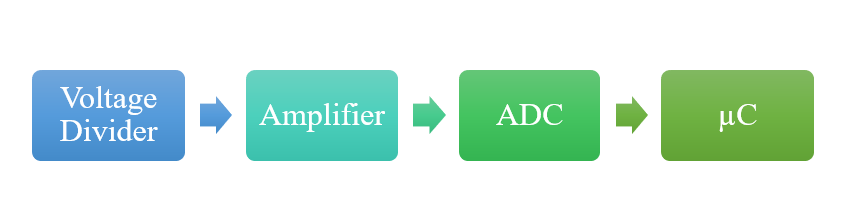 Voltage
Divider
Amplifier
ADC
µC